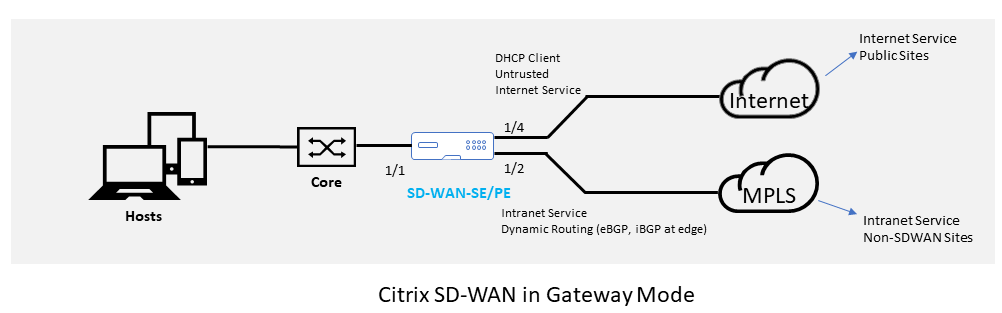 Internet Service
Public Sites
DHCP Client
Untrusted
Internet Service
Internet
1/4
1/1
1/2
Core
SD-WAN-SE/PE
Hosts
MPLS
Intranet Service
Dynamic Routing (eBGP, iBGP at edge)
Intranet Service
Non-SDWAN Sites
Citrix SD-WAN in Gateway Mode